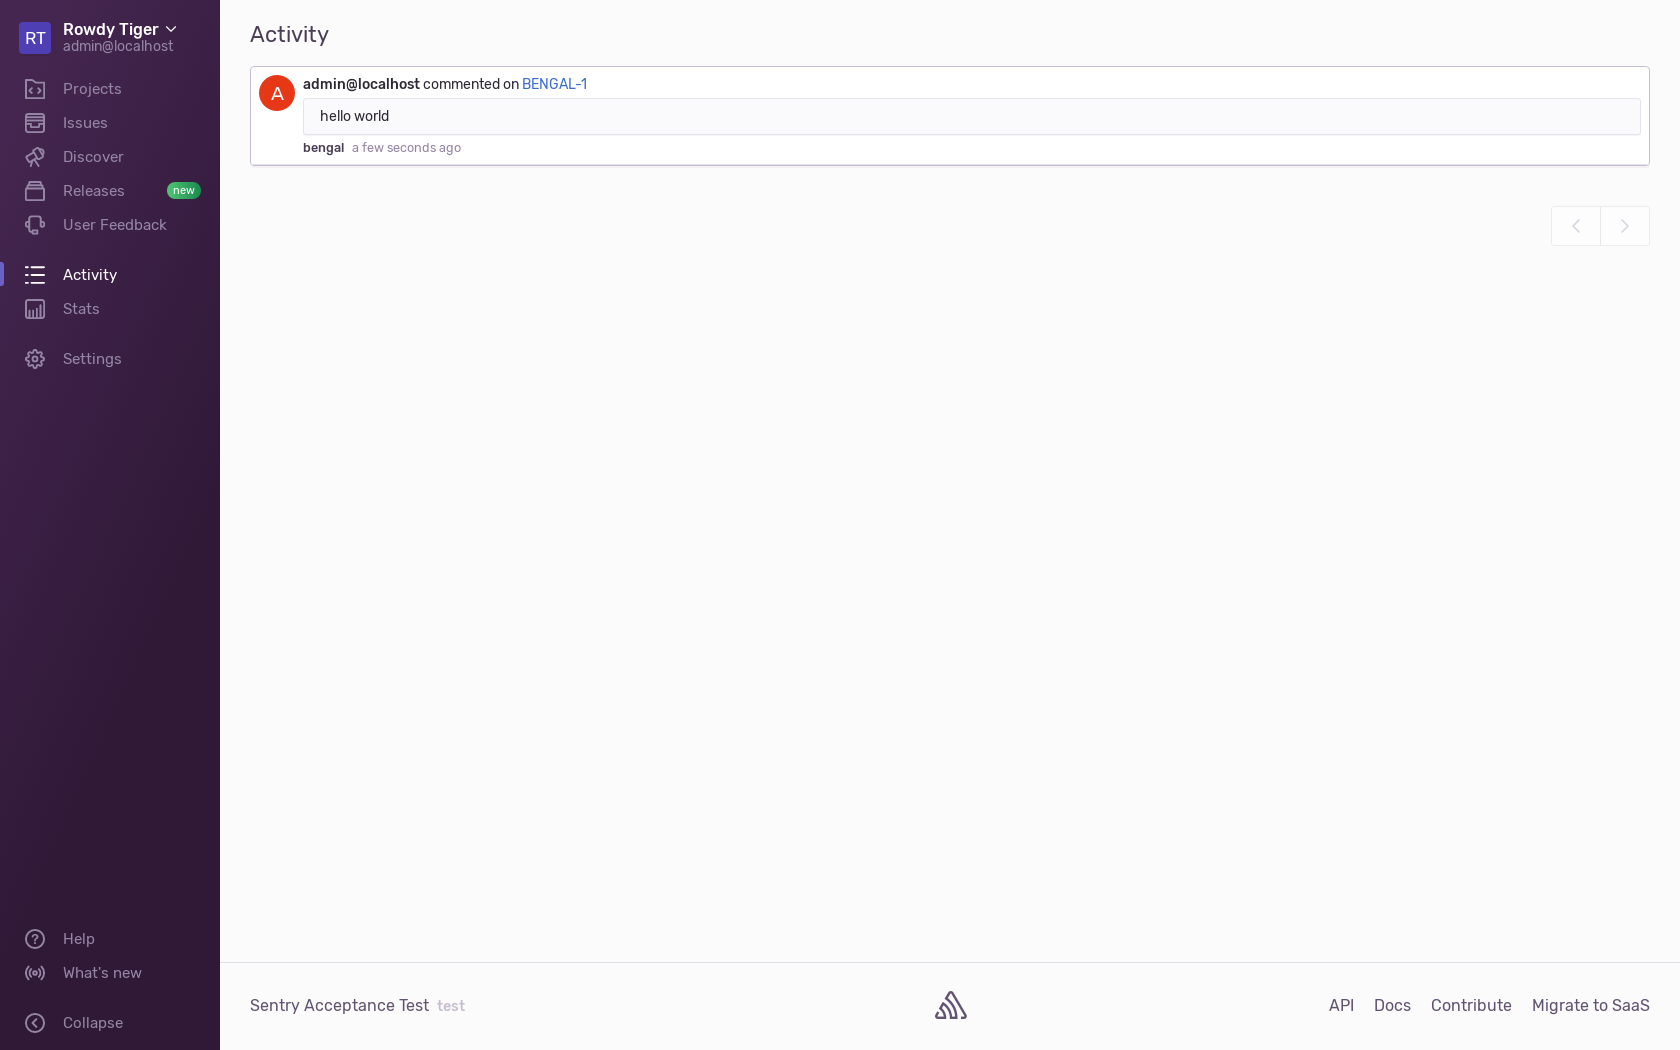 RT
Rowdy Tiger
admin@localhost
Projects
Issues
Discover
Releases new
User Feedback
Activity
Stats
Settings
Help
What's new
Collapse
Activity
A
admin@localhost commented on BENGAL-1
hello world
bengal a few seconds ago
Sentry Acceptance Test test
API Docs Contribute Migrate to SaaS